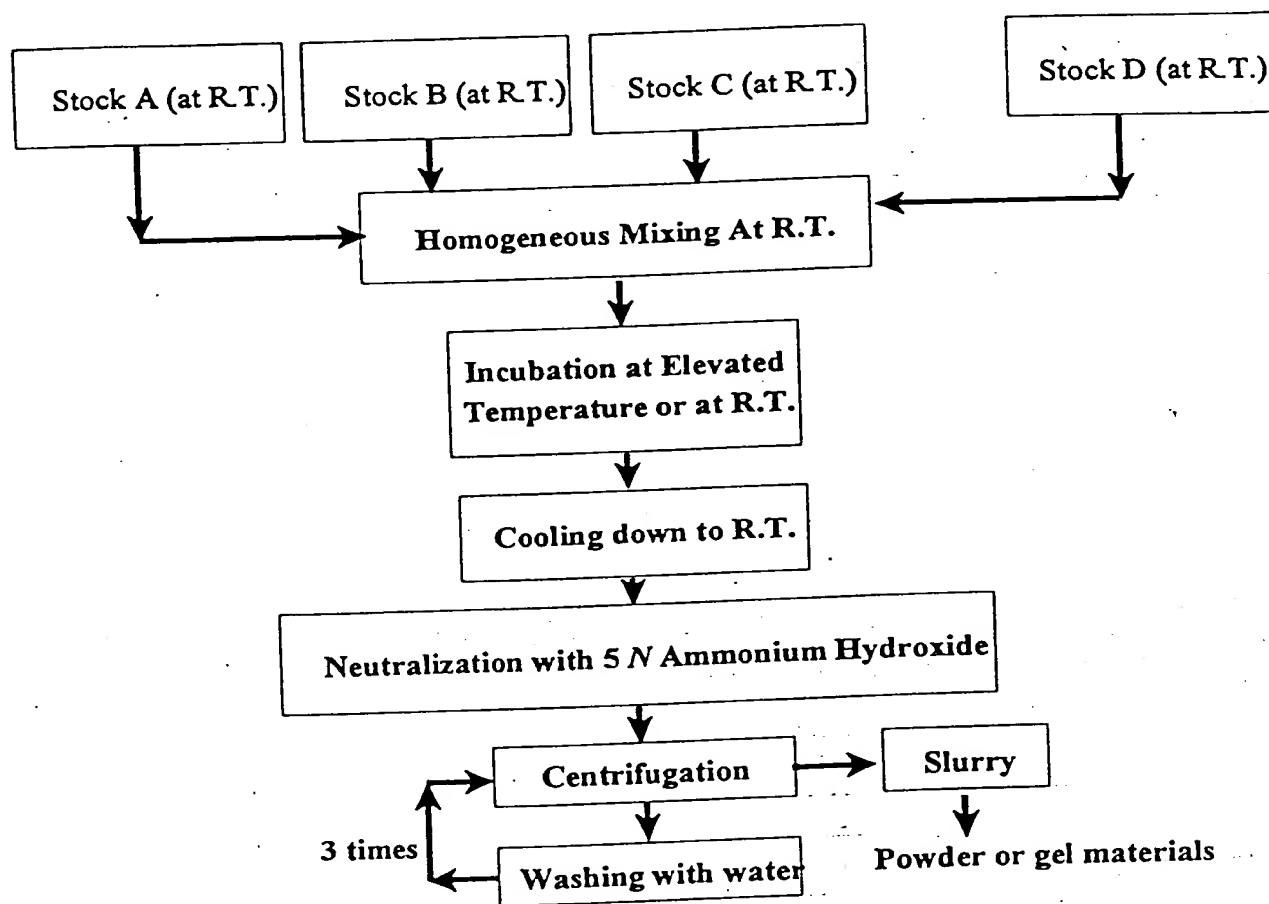 Stock A (at R.T.)
Stock B (at R.T.)
Stock C (at R.T.)
Stock D (at R.T.)
Homogeneous Mixing At R.T.
Incubation at Elevated
Temperature or at R.T.
Cooling down to R.T.
Neutralization with 5 N Ammonium Hydroxide
Centrifugation
Slurry
3 times
Washing with water
Powder or gel materials